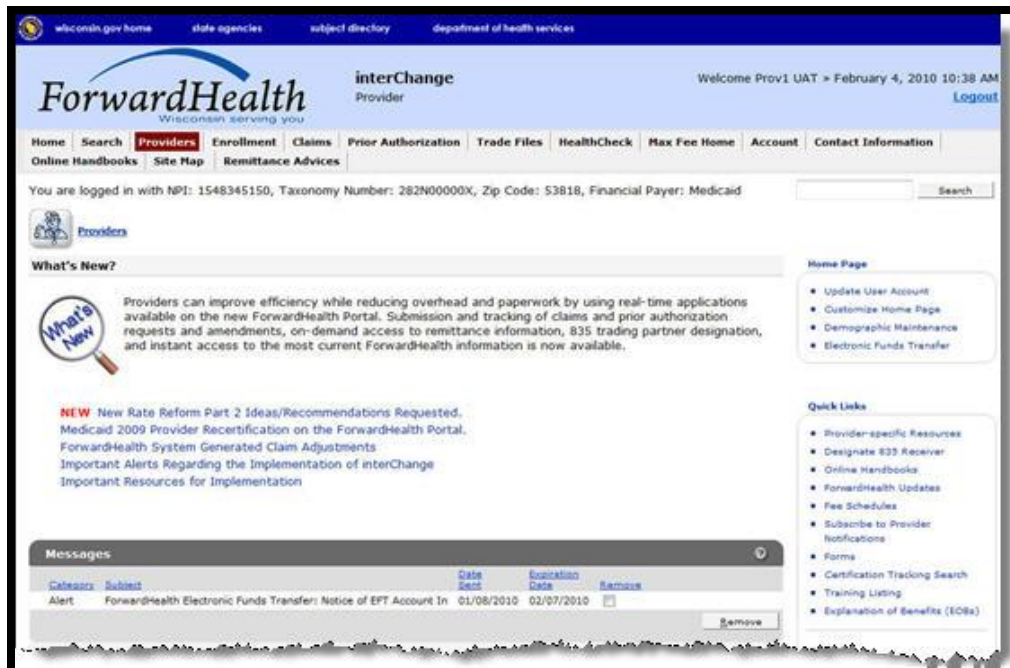 wisconsin.gov home state agencies subject directory department of health services
ForwardHealth
Wisconsin serving you
interChange
Provider
Welcome Prov1 UAT » February 4, 2010 10:38 AM
Logout
Home Search Providers Enrollment Claims Prior Authorization Trade Files HealthCheck Max Fee Home Account Contact Information
Online Handbooks Site Map Remittance Advices
You are logged in with NPI: 1548345150, Taxonomy Number: 282N00000X, Zip Code: 53818, Financial Payer: Medicaid
Search
Providers
What's New?
What's
New
Providers can improve efficiency while reducing overhead and paperwork by using real-time applications
available on the new ForwardHealth Portal. Submission and tracking of claims and prior authorization
requests and amendments, on-demand access to remittance information, 835 trading partner designation,
and instant access to the most current ForwardHealth information is now available.
NEW New Rate Reform Part 2 Ideas/Recommendations Requested.
Medicaid 2009 Provider Recertification on the ForwardHealth Portal.
ForwardHealth System Generated Claim Adjustments
Important Alerts Regarding the Implementation of interChange
Important Resources for Implementation
Messages
Category Subject Date Sent Expiration Date Remove
Alert ForwardHealth Electronic Funds Transfer: Notice of EFT Account In 01/08/2010 02/07/2010
Remove
Home Page
Update User Account
Customize Home Page
Demographic Maintenance
Electronic Funds Transfer
Quick Links
Provider-specific Resources
Designate 835 Receiver
Online Handbooks
ForwardHealth Updates
Fee Schedules
Subscribe to Provider
Notifications
Forms
Certification Tracking Search
Training Listing
Explanation of Benefits (EOBs)